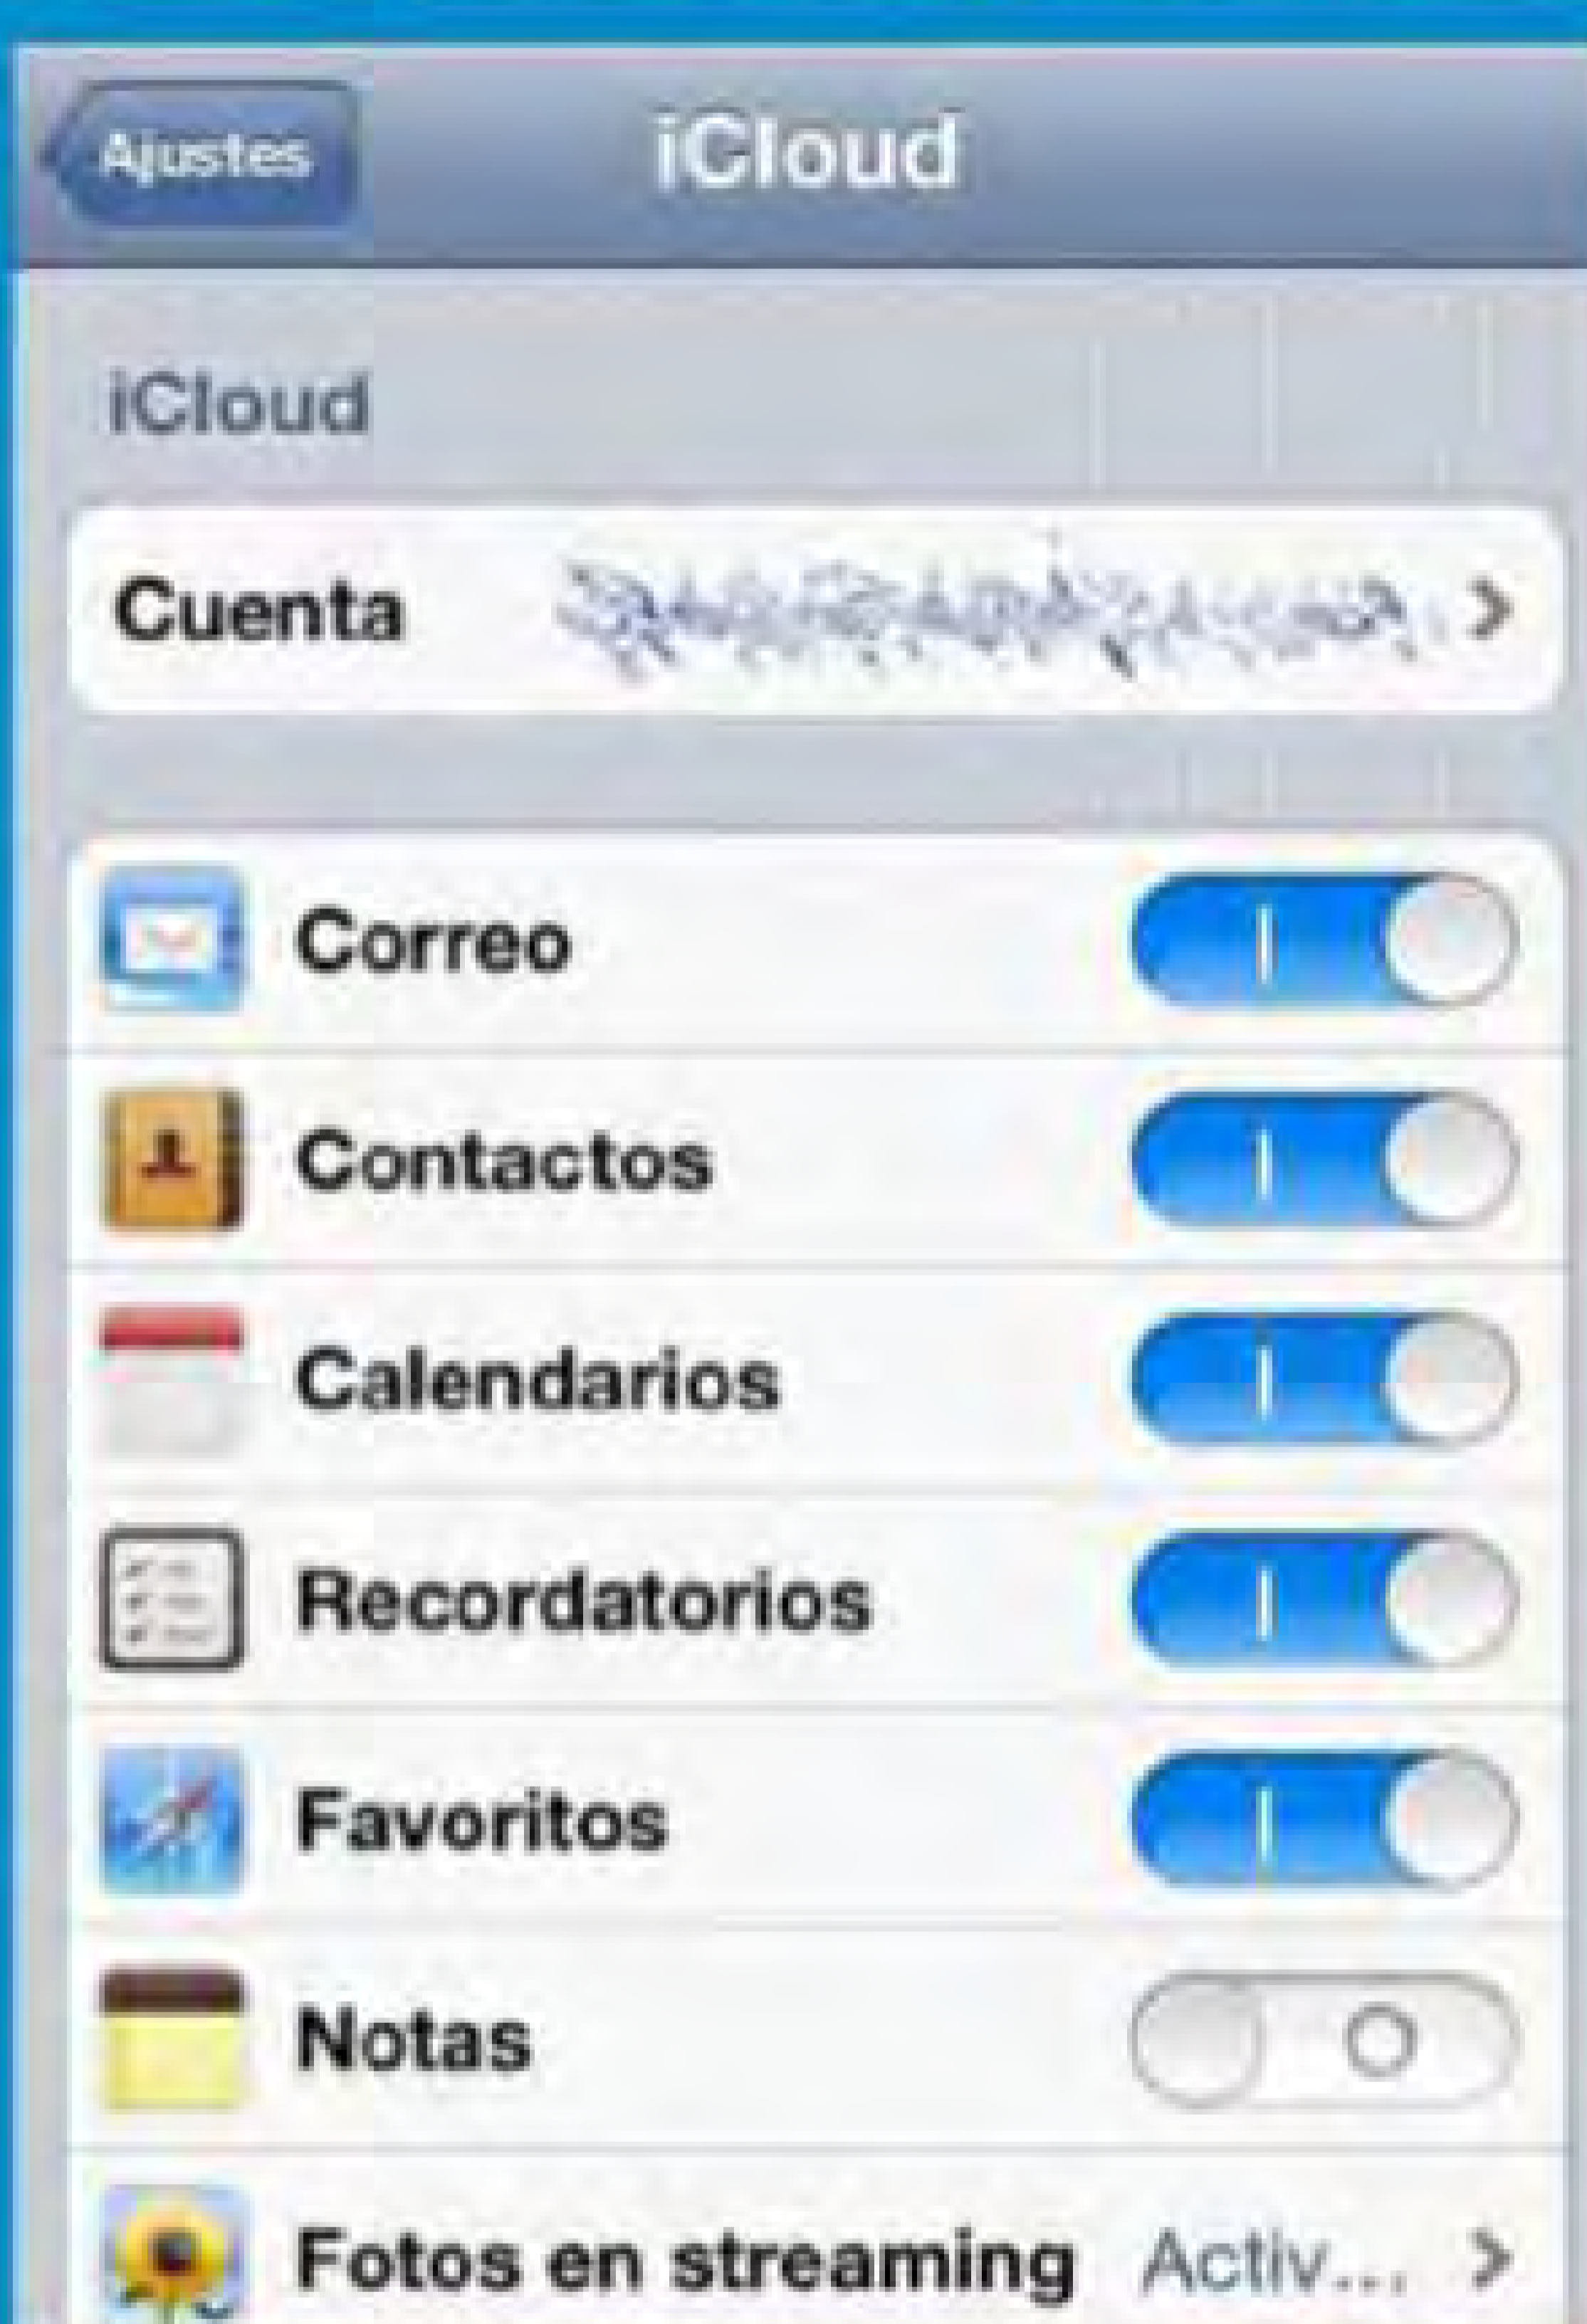 Ajustes
iCloud
iCloud
Cuenta
Correo
Contactos
Calendarios
Recordatorios
Favoritos
Notas
Fotos en streaming Activ...